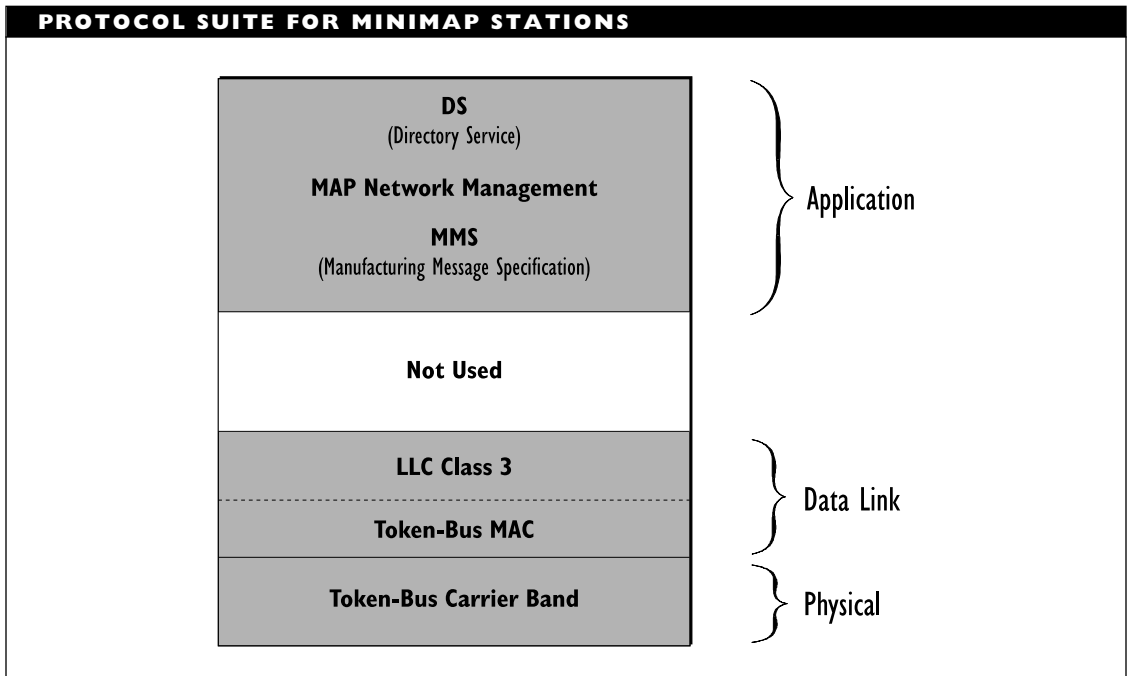 PROTOCOL SUITE FOR MINIMAP STATIONS
DS
(Directory Service)
MAP Network Management
MMS
(Manufacturing Message Specification)
Application
Not Used
LLC Class 3
Token-Bus MAC
Data Link
Token-Bus Carrier Band
Physical